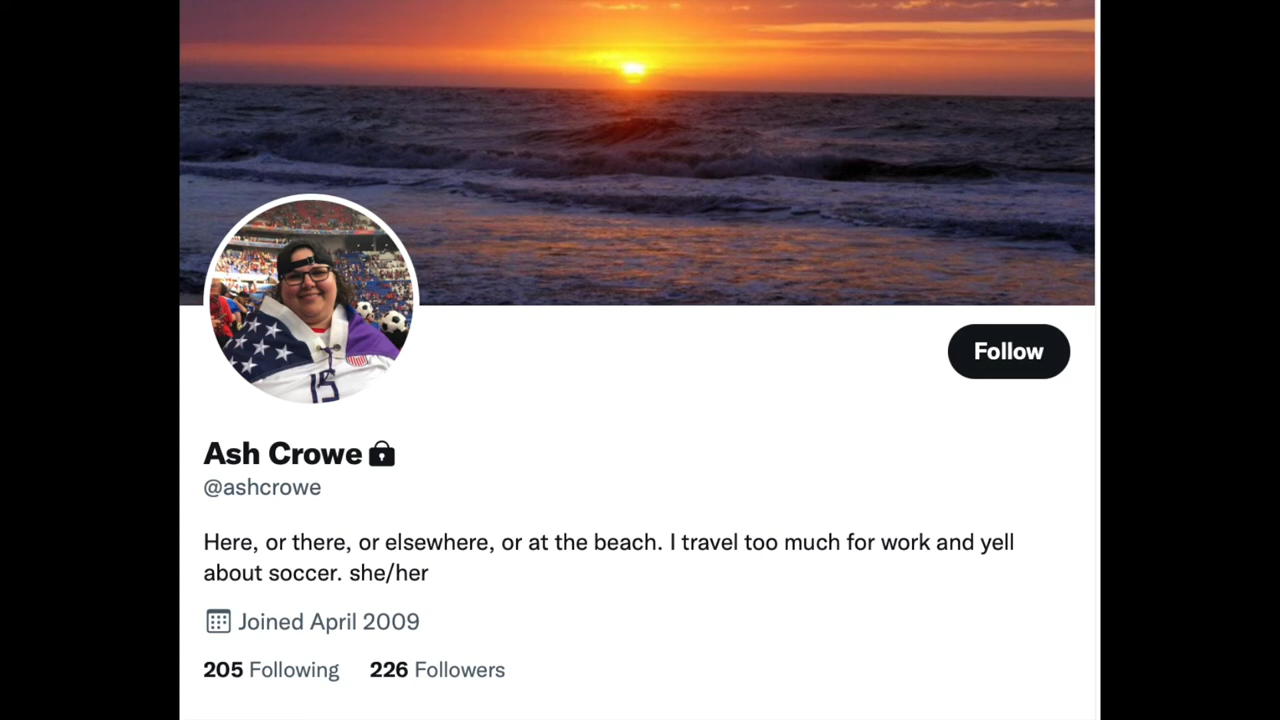 15
Follow
Ash Crowe
@ashcrowe
Here, or there, or elsewhere, or at the beach. I travel too much for work and yell
about soccer. she/her
Joined April 2009
205 Following 226 Followers